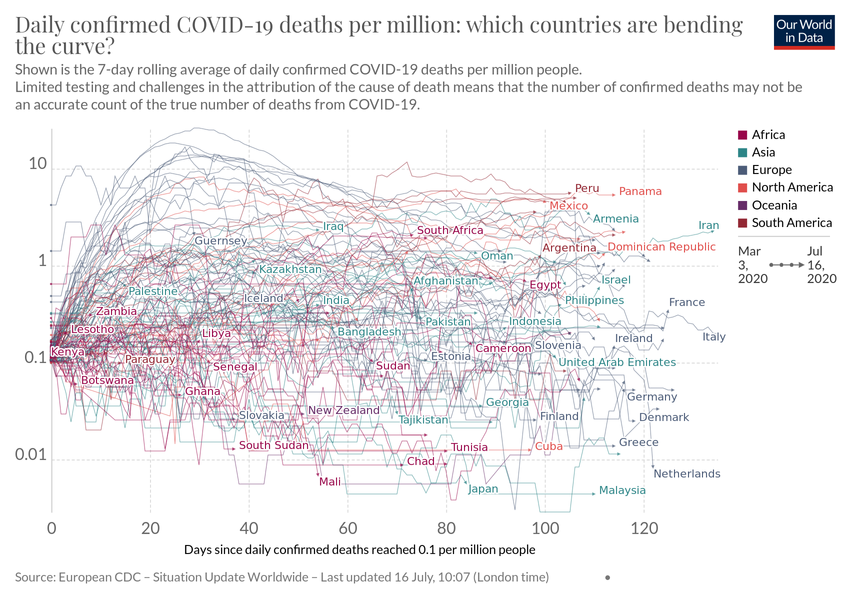 Daily confirmed COVID-19 deaths per million: which countries are bending
the curve?
Our World
in Data
Shown is the 7-day rolling average of daily confirmed COVID-19 deaths per million people.
Limited testing and challenges in the attribution of the cause of death means that the number of confirmed deaths may not be
an accurate count of the true number of deaths from COVID-19.
Africa
Asia
Europe
North America
Oceania
South America
Mar
3,
2020
Jul
16,
2020
10
1
0.1
0.01
Peru
Panama
Mexico
Armenia
Iraq
South Africa
Iran
Guernsey
Argentina
Dominican Republic
Oman
Kazakhstan
Afghanistan
Egypt
Israel
Palestine
Iceland
India
Philippines
France
Zambia
Lesotho
Libya
Bangladesh
Pakistan
Indonesia
Ireland
Italy
Kenya
Paraguay
Senegal
Estonia
Cameroon
Slovenia
Sudan
United Arab Emirates
Botswana
Ghana
Germany
Slovakia
New Zealand
Tajikistan
Georgia
Finland
Denmark
South Sudan
Tunisia
Cuba
Greece
Chad
Netherlands
Mali
Japan
Malaysia
0
20
40
60
80
100
120
Days since daily confirmed deaths reached 0.1 per million people
Source: European CDC – Situation Update Worldwide – Last updated 16 July, 10:07 (London time)